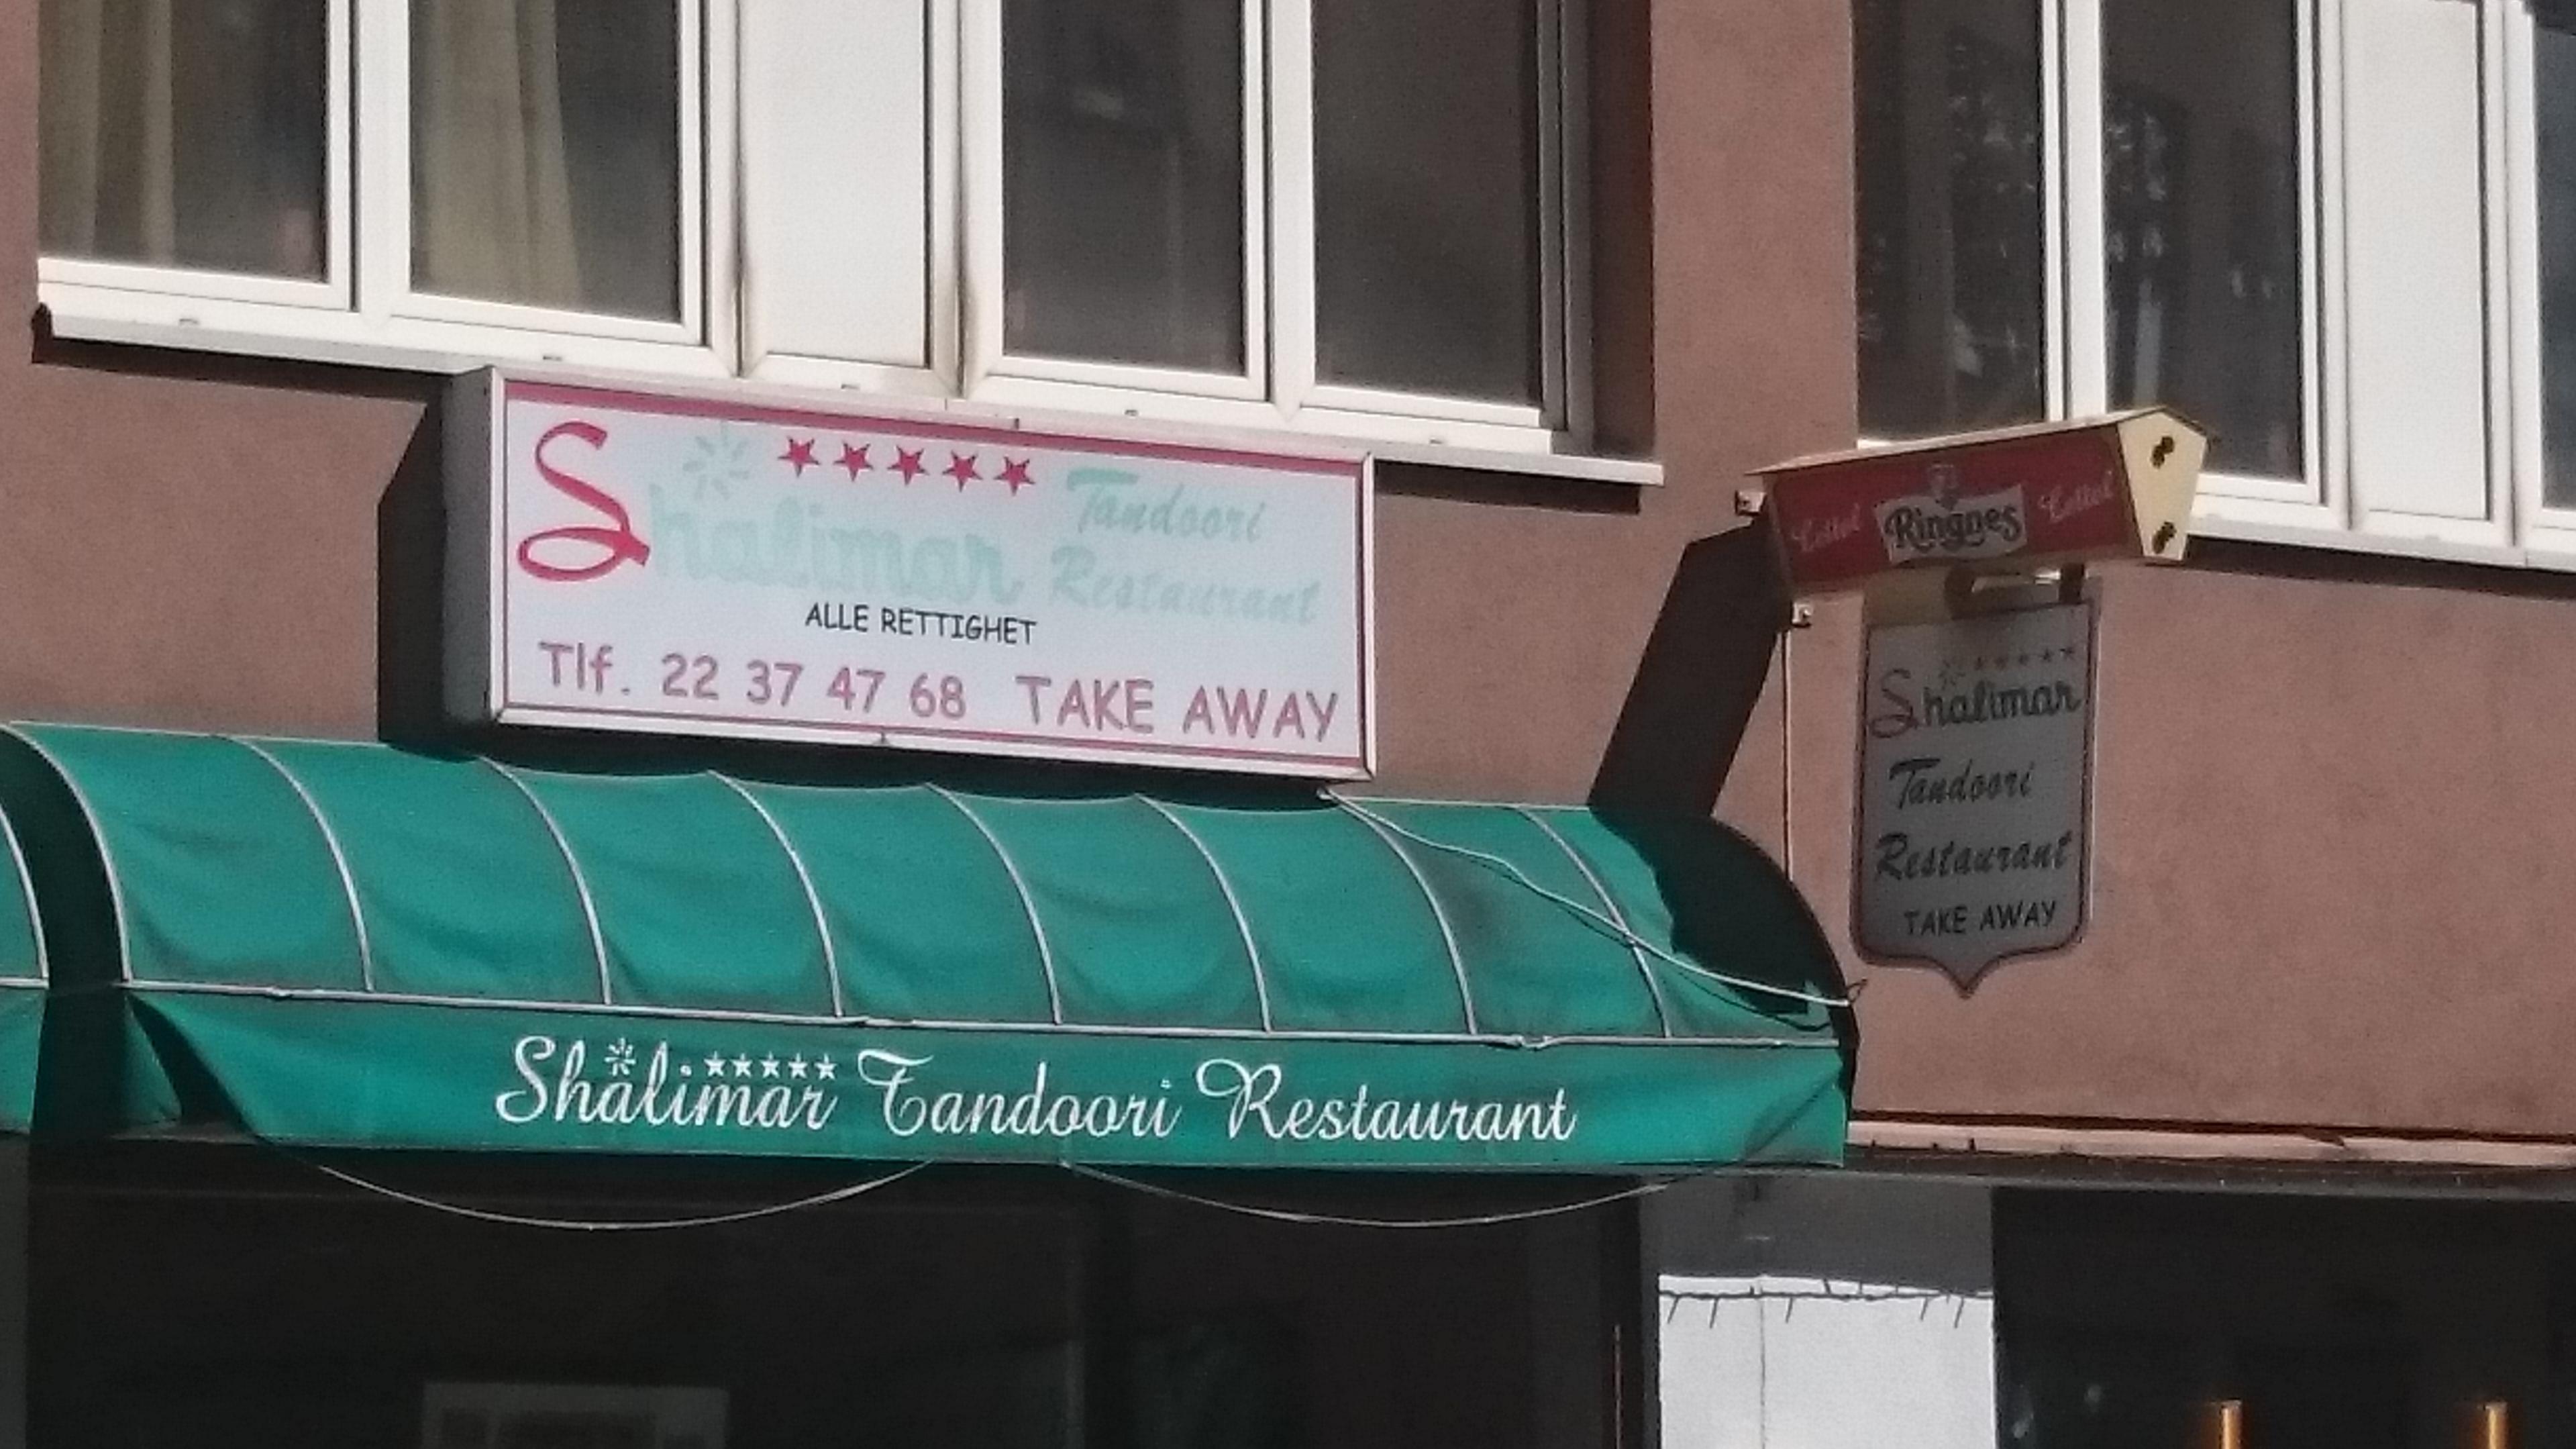 Shalimar
Tandoori
Restaurant
ALLE RETTIGHET
Tlf. 22 37 47 68 TAKE AWAY
Ringnes
Shalimar
Tandoori
Restaurant
TAKE AWAY
Shalimar Tandoori Restaurant